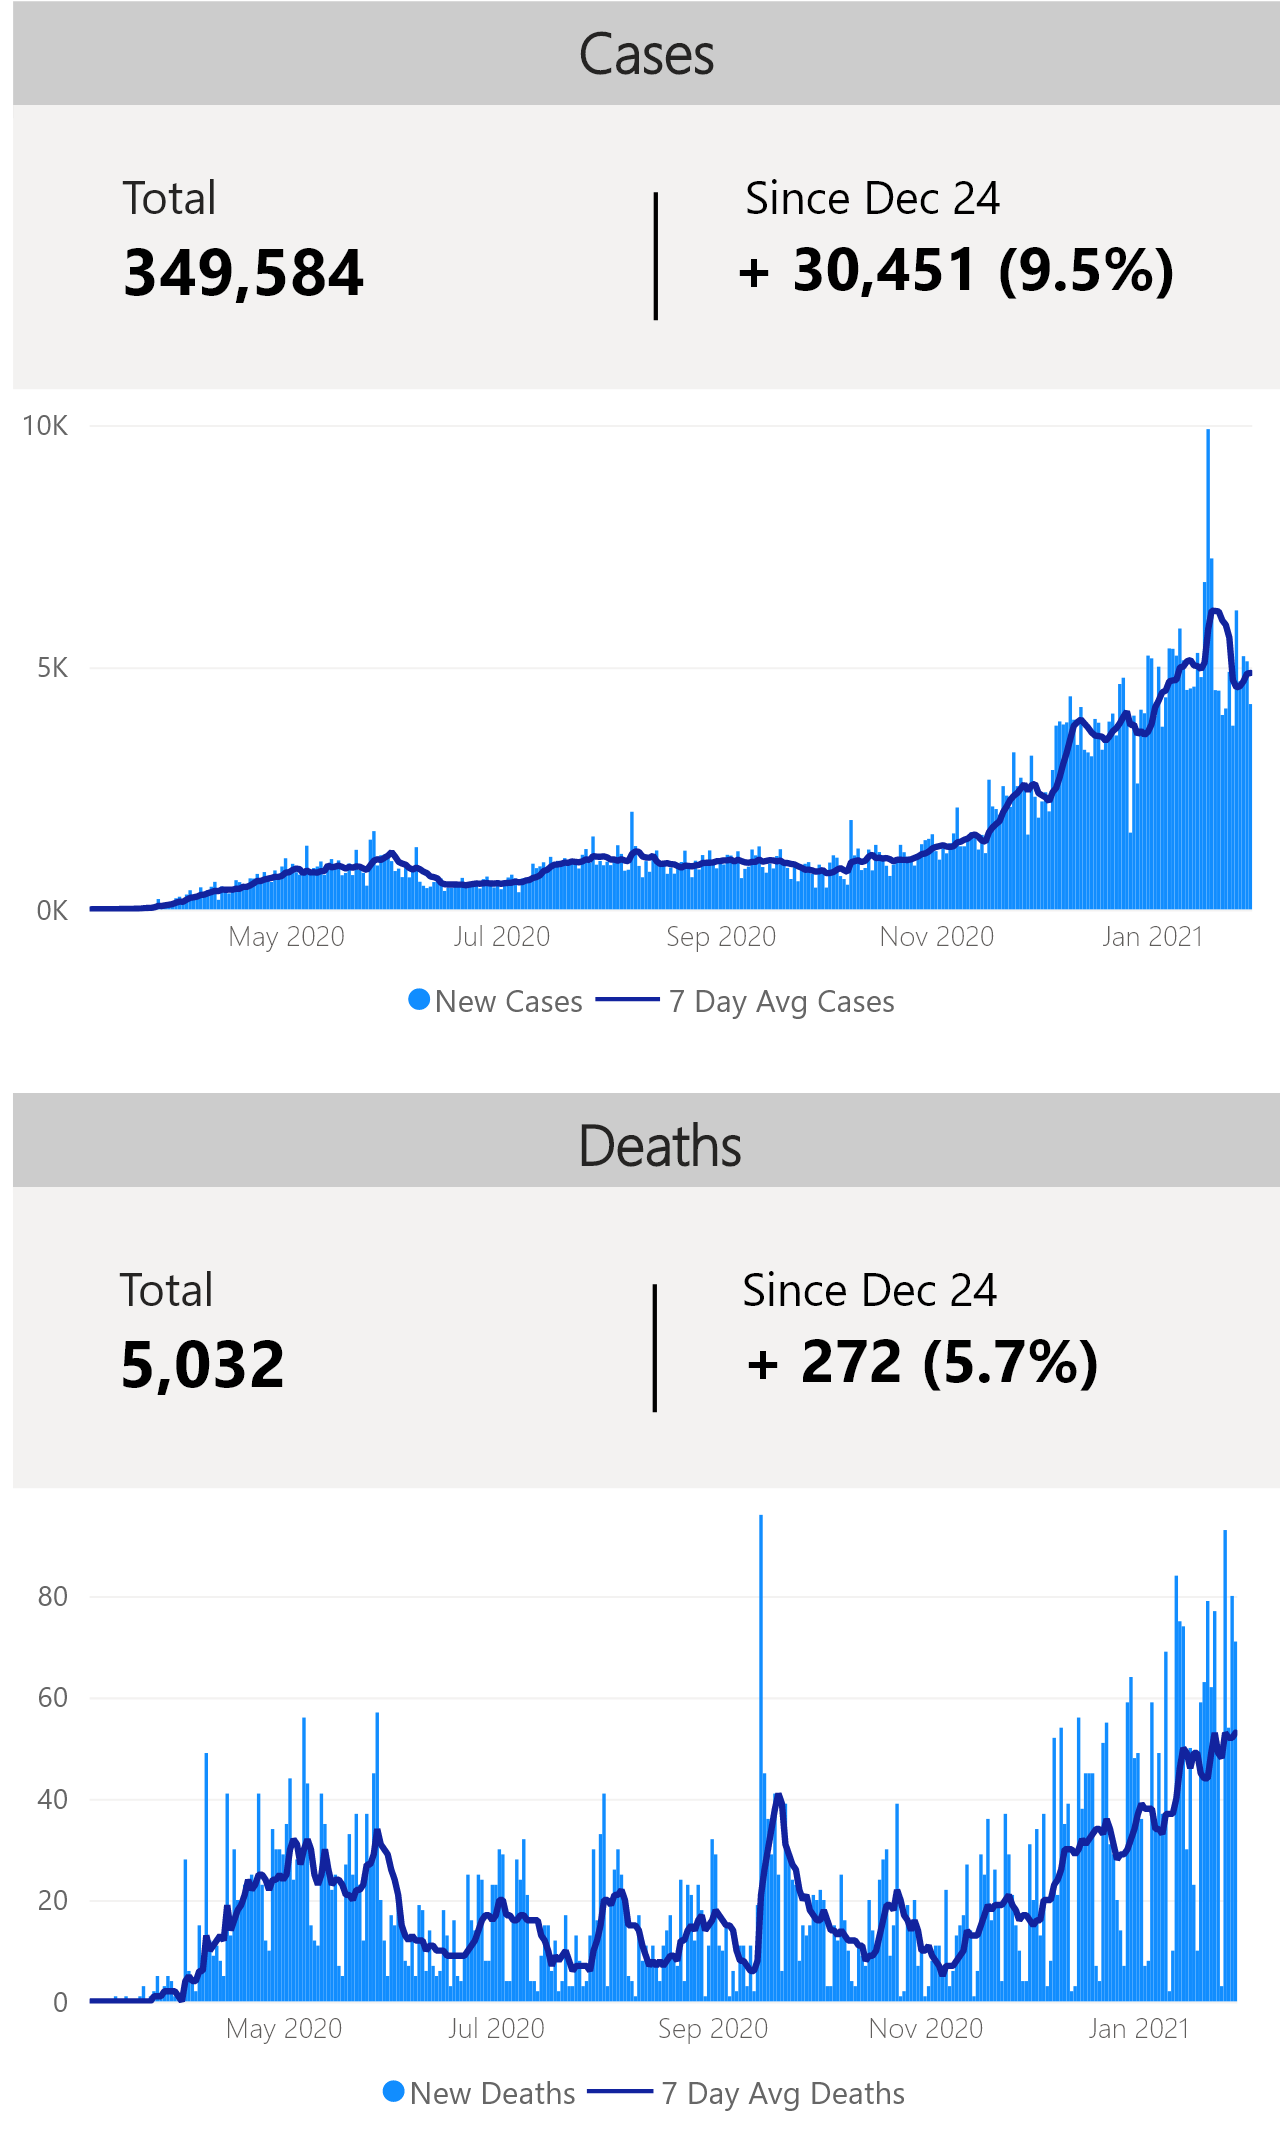 Cases
Total
Since Dec 24
349,584
+ 30,451 (9.5%)
10K
5K
0K
May 2020
Jul 2020
Sep 2020
Nov 2020
Jan 2021
New Cases
7 Day Avg Cases
Deaths
Total
Since Dec 24
5,032
+ 272 (5.7%)
80
60
40
20
0
May 2020
Jul 2020
Sep 2020
Nov 2020
Jan 2021
New Deaths
7 Day Avg Deaths